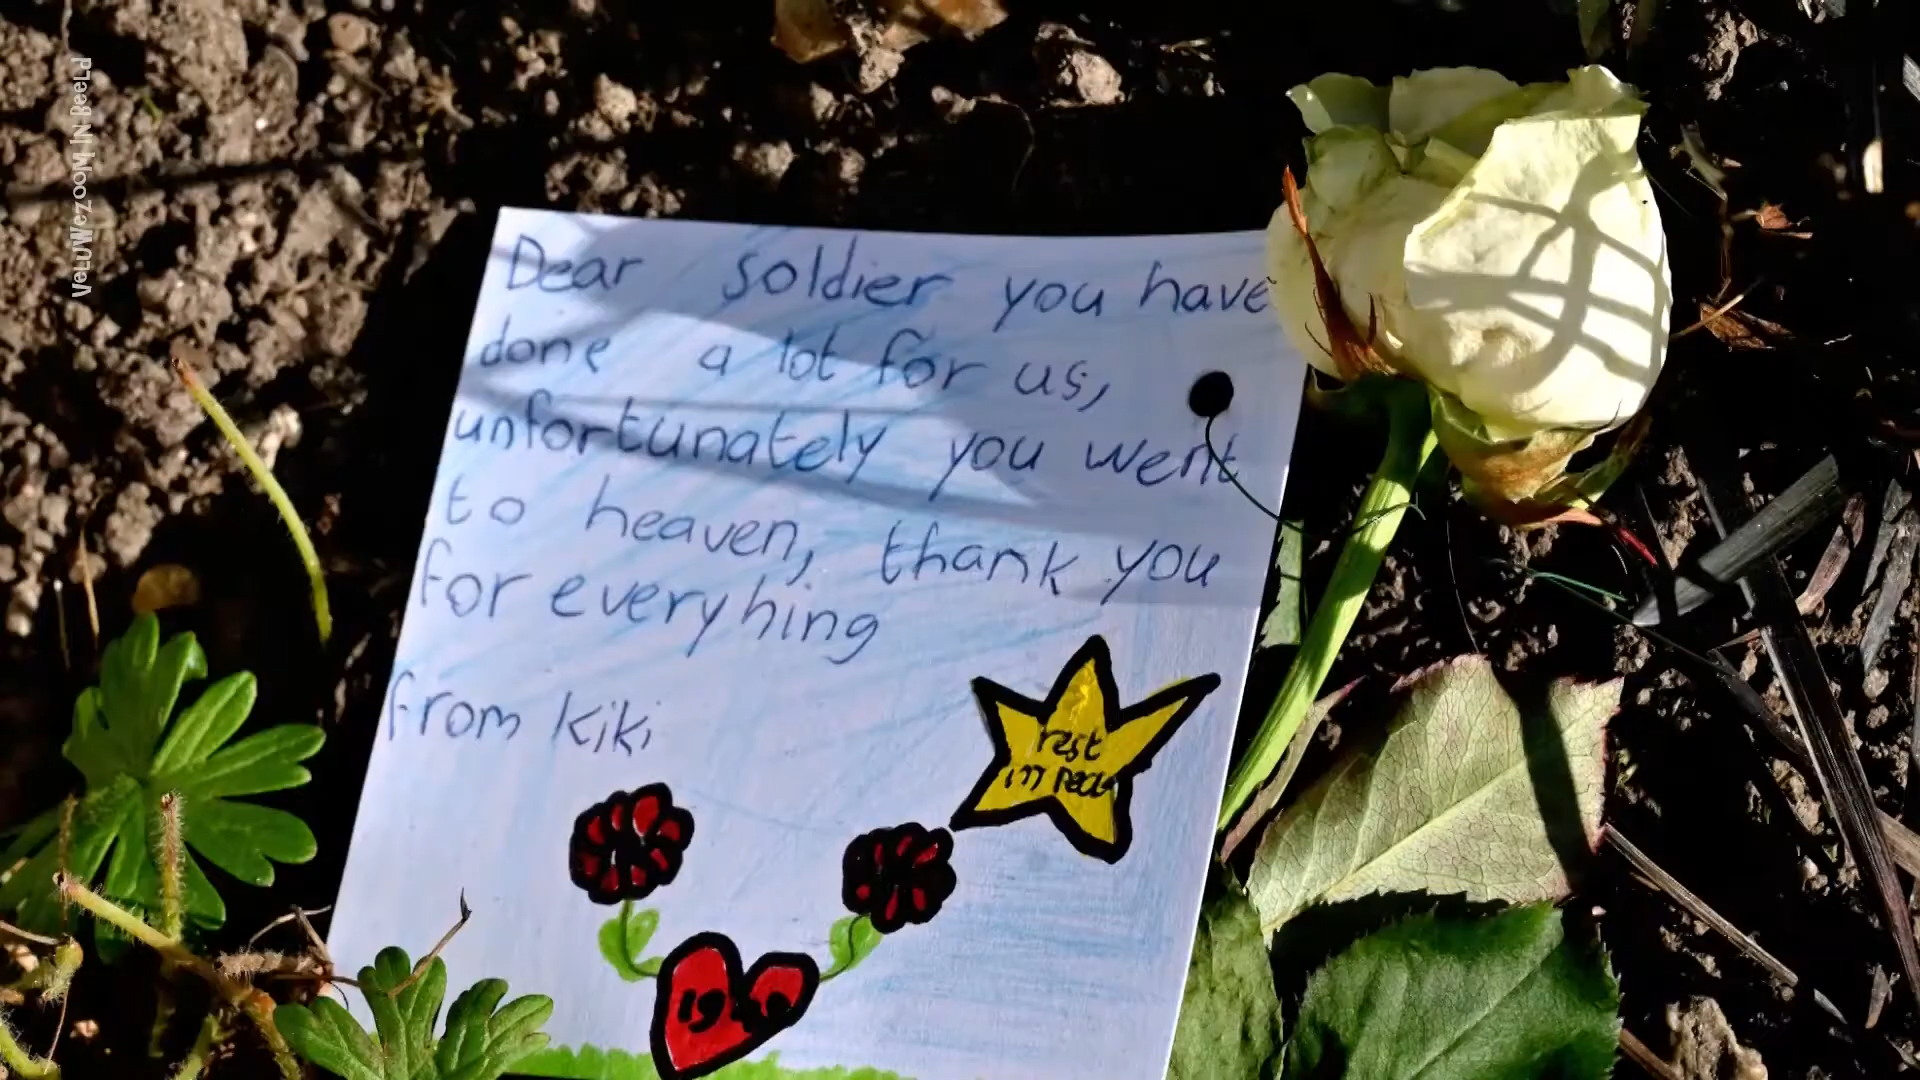 VELUWEZOOM IN BEELD
Dear soldier you have
done a lot for us,
unfortunately you went
to heaven, thank you
for everyhing
from kiki
rest
in
19